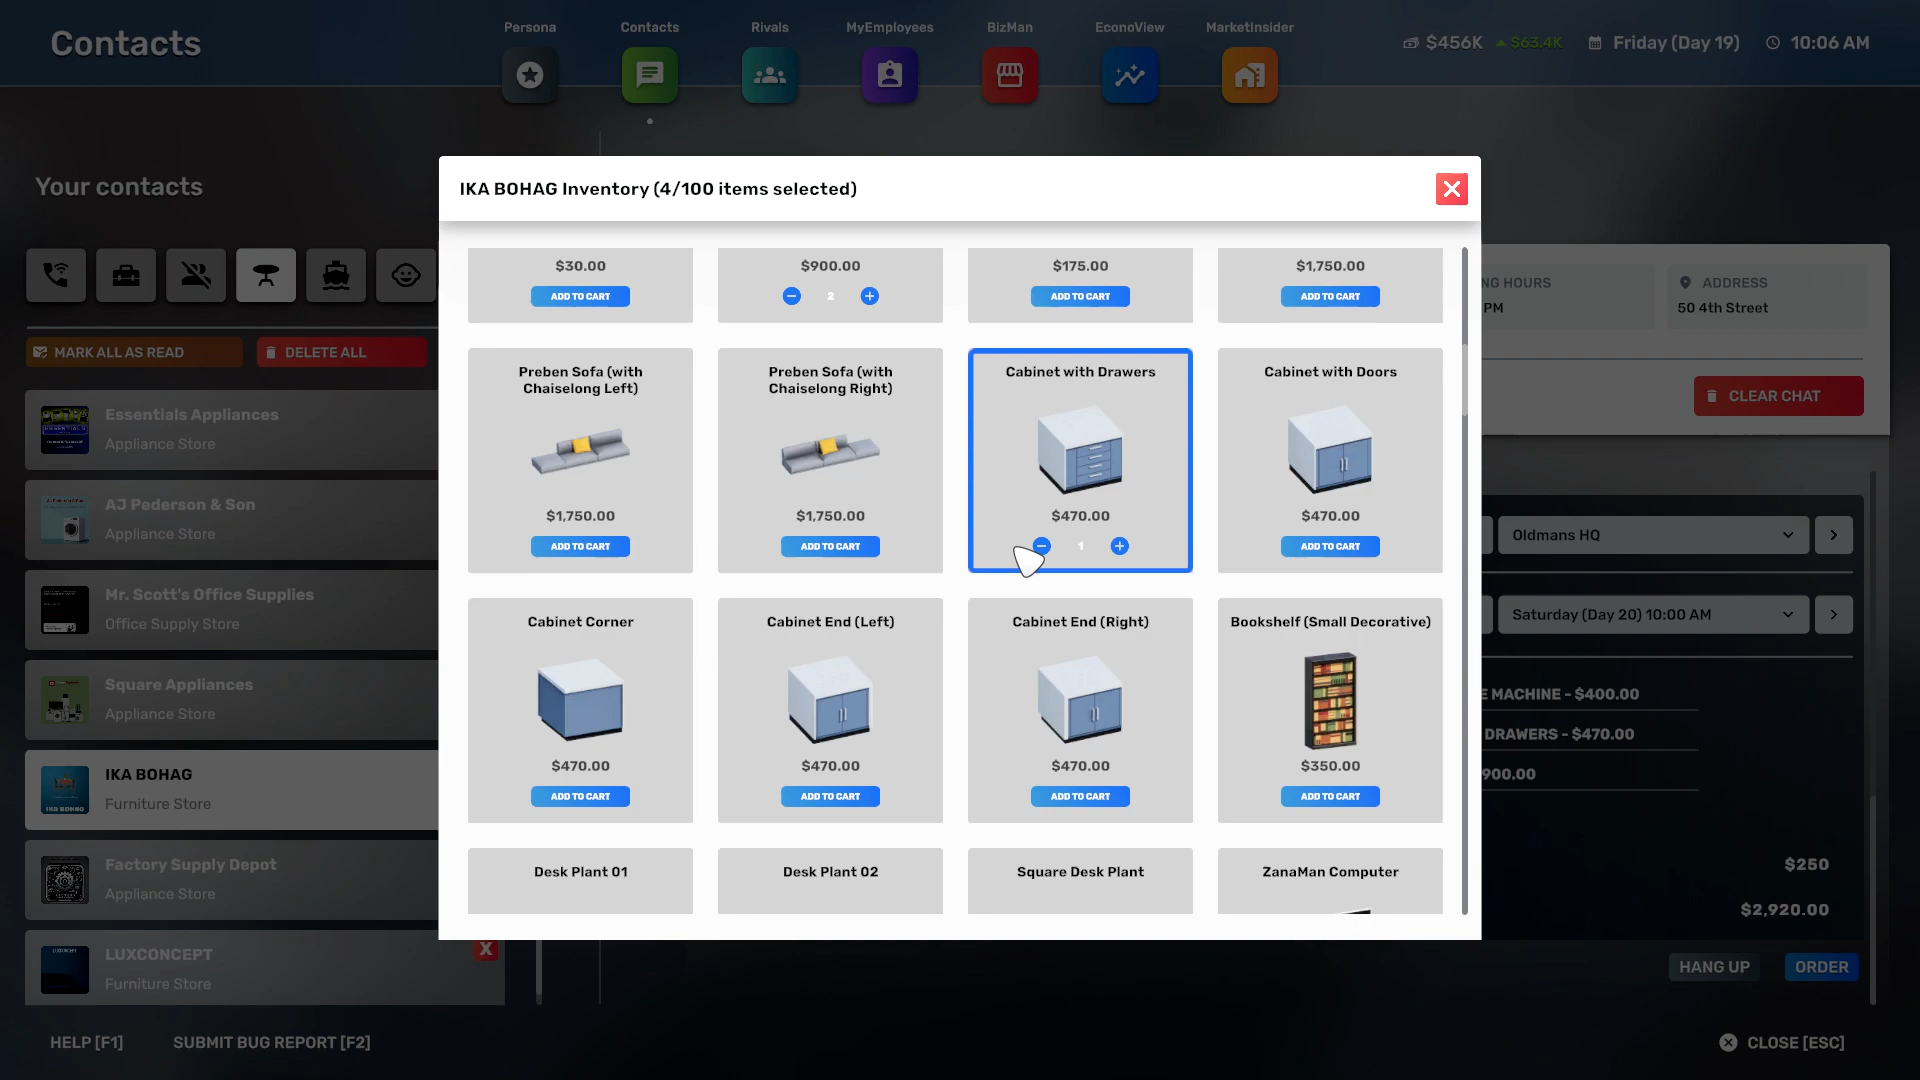 Contacts
Persona
Contacts
Rivals
MyEmployees
BizMan
EconoView
MarketInsider
$456K
$63.4K
Friday (Day 19)
10:06 AM
Your contacts
MARK ALL AS READ
DELETE ALL
Essentials Appliances
Appliance Store
AJ Pederson & Son
Appliance Store
Mr. Scott's Office Supplies
Office Supply Store
Square Appliances
Appliance Store
IKA BOHAG
Furniture Store
Factory Supply Depot
Appliance Store
LUXCONCEPT
Furniture Store
X
IKA BOHAG Inventory (4/100 items selected)
$30.00
ADD TO CART
$900.00
2
$175.00
ADD TO CART
$1,750.00
ADD TO CART
Preben Sofa (with
Chaiselong Left)
$1,750.00
ADD TO CART
Preben Sofa (with
Chaiselong Right)
$1,750.00
ADD TO CART
Cabinet with Drawers
$470.00
1
Cabinet with Doors
$470.00
ADD TO CART
Cabinet Corner
$470.00
ADD TO CART
Cabinet End (Left)
$470.00
ADD TO CART
Cabinet End (Right)
$470.00
ADD TO CART
Bookshelf (Small Decorative)
$350.00
ADD TO CART
Desk Plant 01
Desk Plant 02
Square Desk Plant
ZanaMan Computer
NG HOURS
PM
ADDRESS
50 4th Street
CLEAR CHAT
Oldmans HQ
Saturday (Day 20) 10:00 AM
E MACHINE - $400.00
DRAWERS - $470.00
900.00
$250
$2,920.00
HANG UP
ORDER
HELP [F1]
SUBMIT BUG REPORT [F2]
CLOSE [ESC]